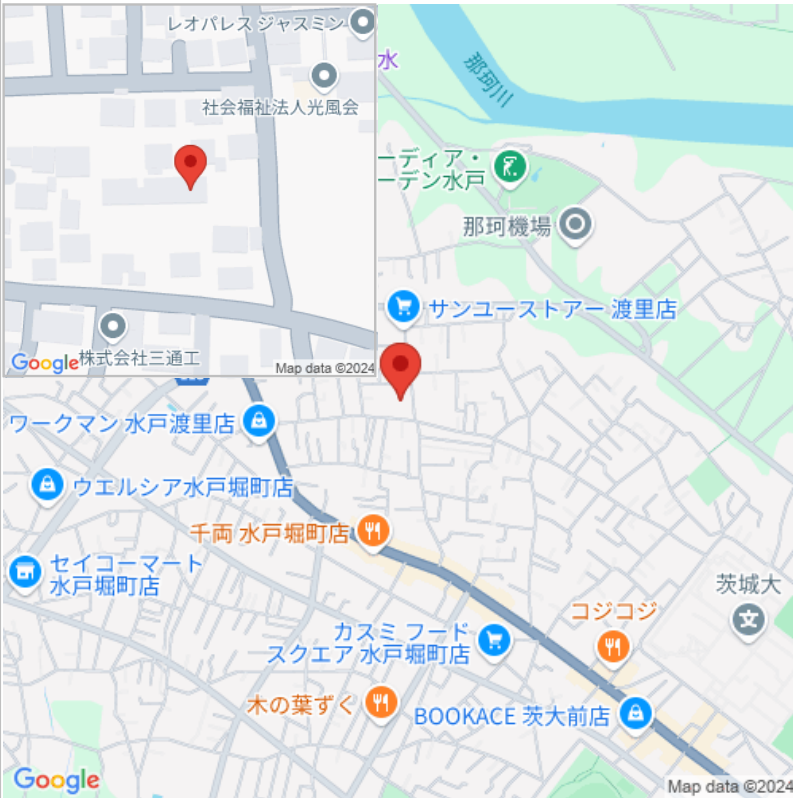 レオパレス ジャスミン
社会福祉法人光風会
株式会社三通工
Google
Map data ©2024
水
那珂川
ーディア・
ーデン水戸
那珂機場
サンユーストアー 渡里店
ワークマン 水戸渡里店
ウエルシア水戸堀町店
千両 水戸堀町店
セイコーマート
水戸堀町店
茨城大
コジコジ
カスミ フード
スクエア 水戸堀町店
木の葉ずく
BOOKACE 茨大前店
Google
Map data ©2024